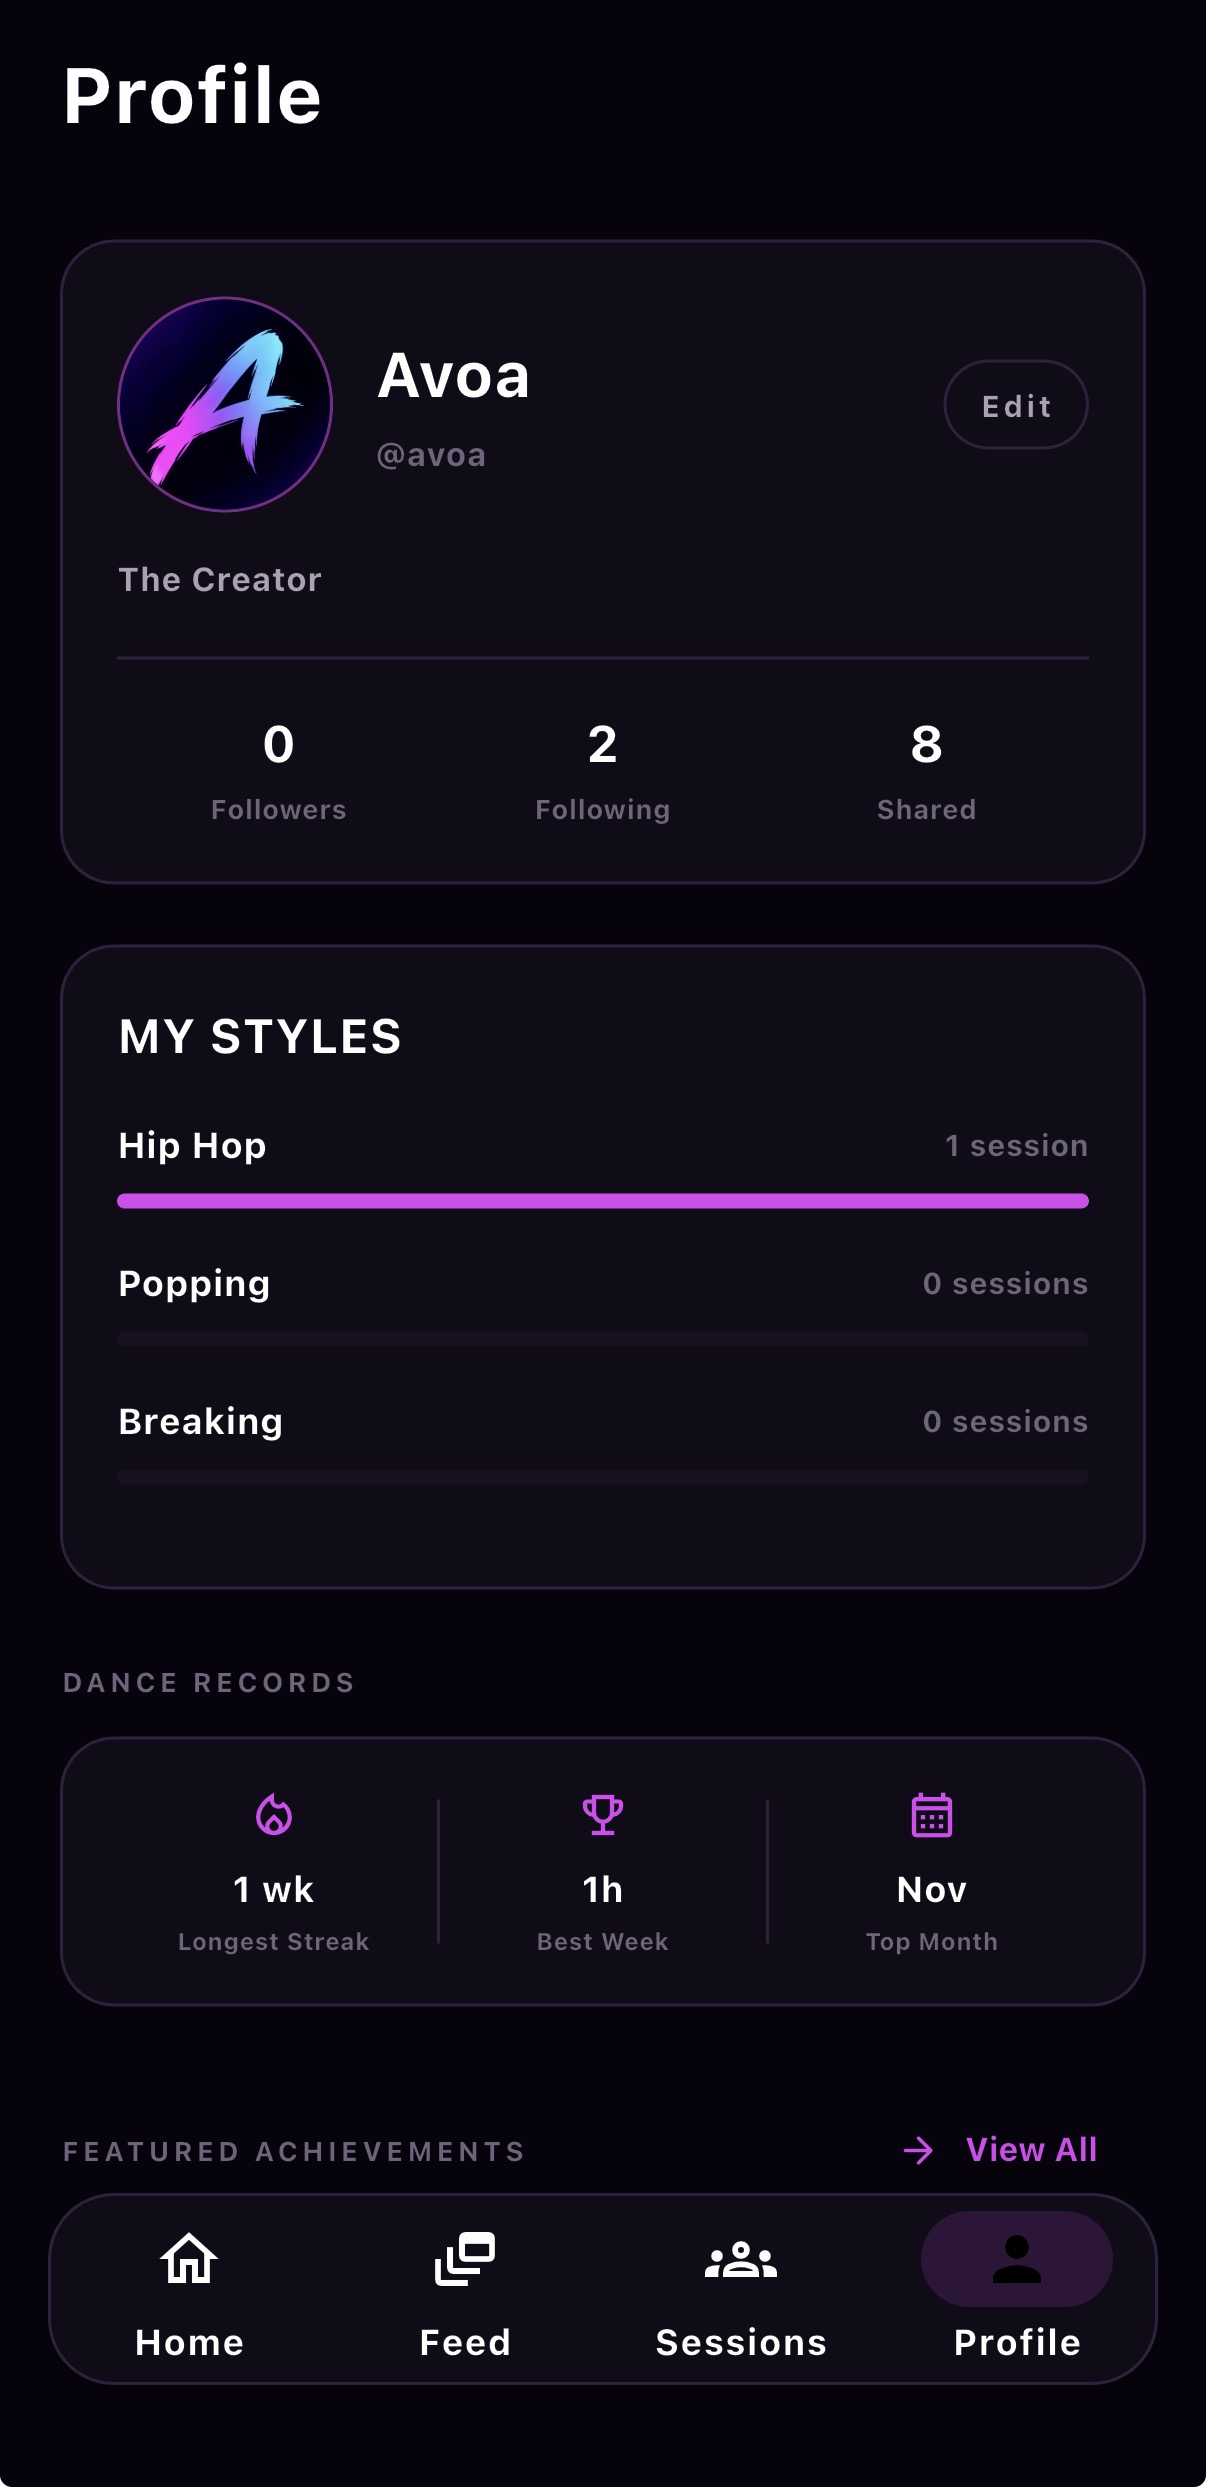 Profile
Avoa
@avoa
Edit
The Creator
0 2 8
Followers Following Shared
MY STYLES
Hip Hop 1 session
Popping 0 sessions
Breaking 0 sessions
DANCE RECORDS
1 wk 1h Nov
Longest Streak Best Week Top Month
FEATURED ACHIEVEMENTS → View All
Home Feed Sessions Profile